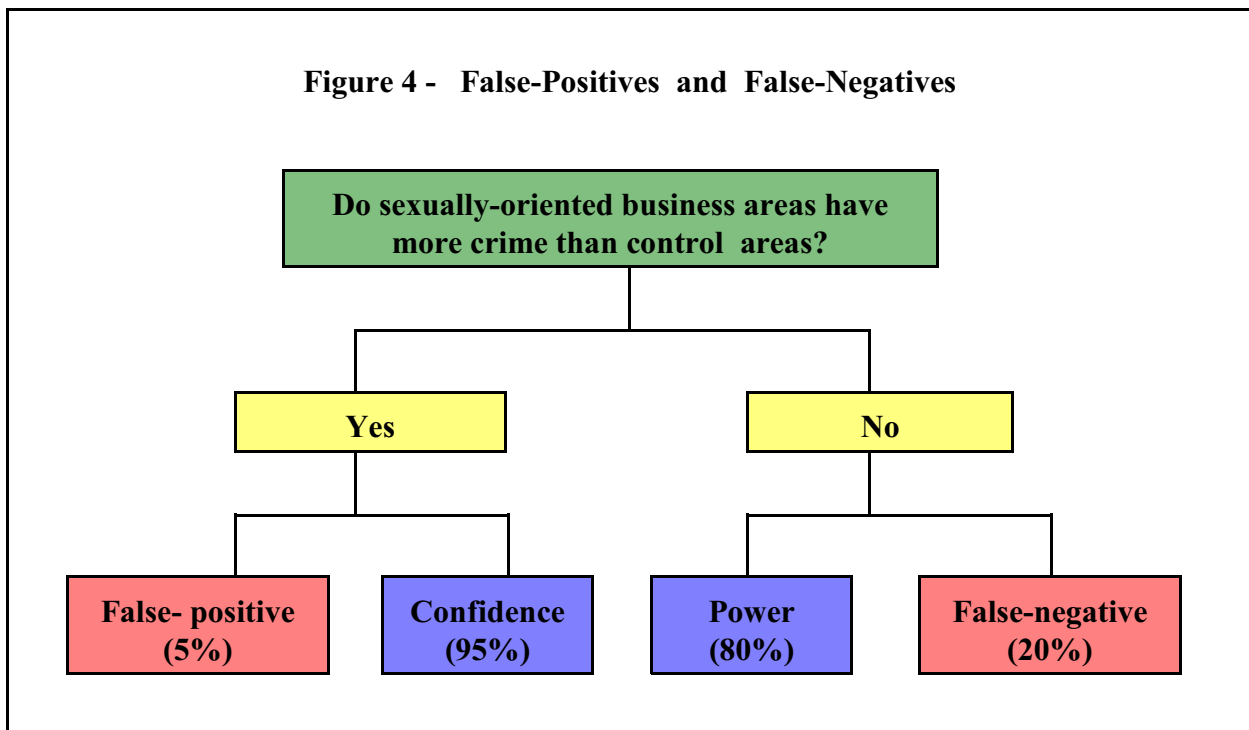 Figure 4 - False-Positives and False-Negatives
Do sexually-oriented business areas have
more crime than control areas?
Yes
No
False- positive
(5%)
Confidence
(95%)
Power
(80%)
False-negative
(20%)